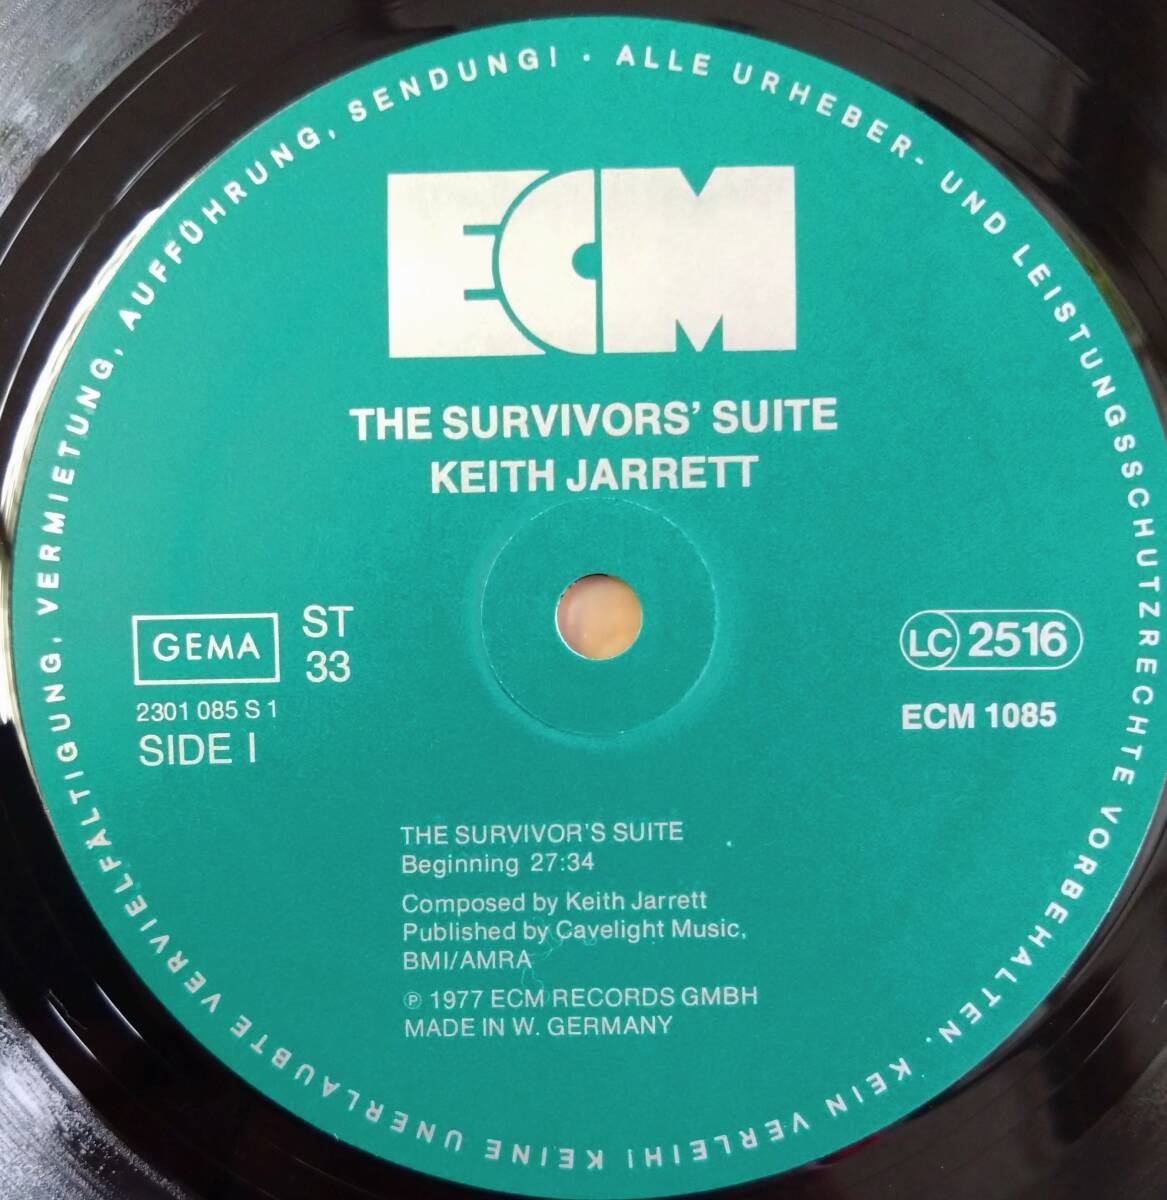 ECM
THE SURVIVORS’ SUITE
KEITH JARRETT
GEMA
ST
33
2301 085 S 1
SIDE I
LC 2516
ECM 1085
THE SURVIVOR'S SUITE
Beginning 27:34
Composed by Keith Jarrett
Published by Cavelight Music,
BMI/AMRA
℗ 1977 ECM RECORDS GMBH
MADE IN W. GERMANY
ALLE URHEBER- UND LEISTUNGSSCHUTZRECHTE VORBEHALTEN. KEIN VERLEIH! KEINE UNERLAUBTE VERVIELFÄLTIGUNG, VERMIETUNG, AUFFÜHRUNG, SENDUNG! ·